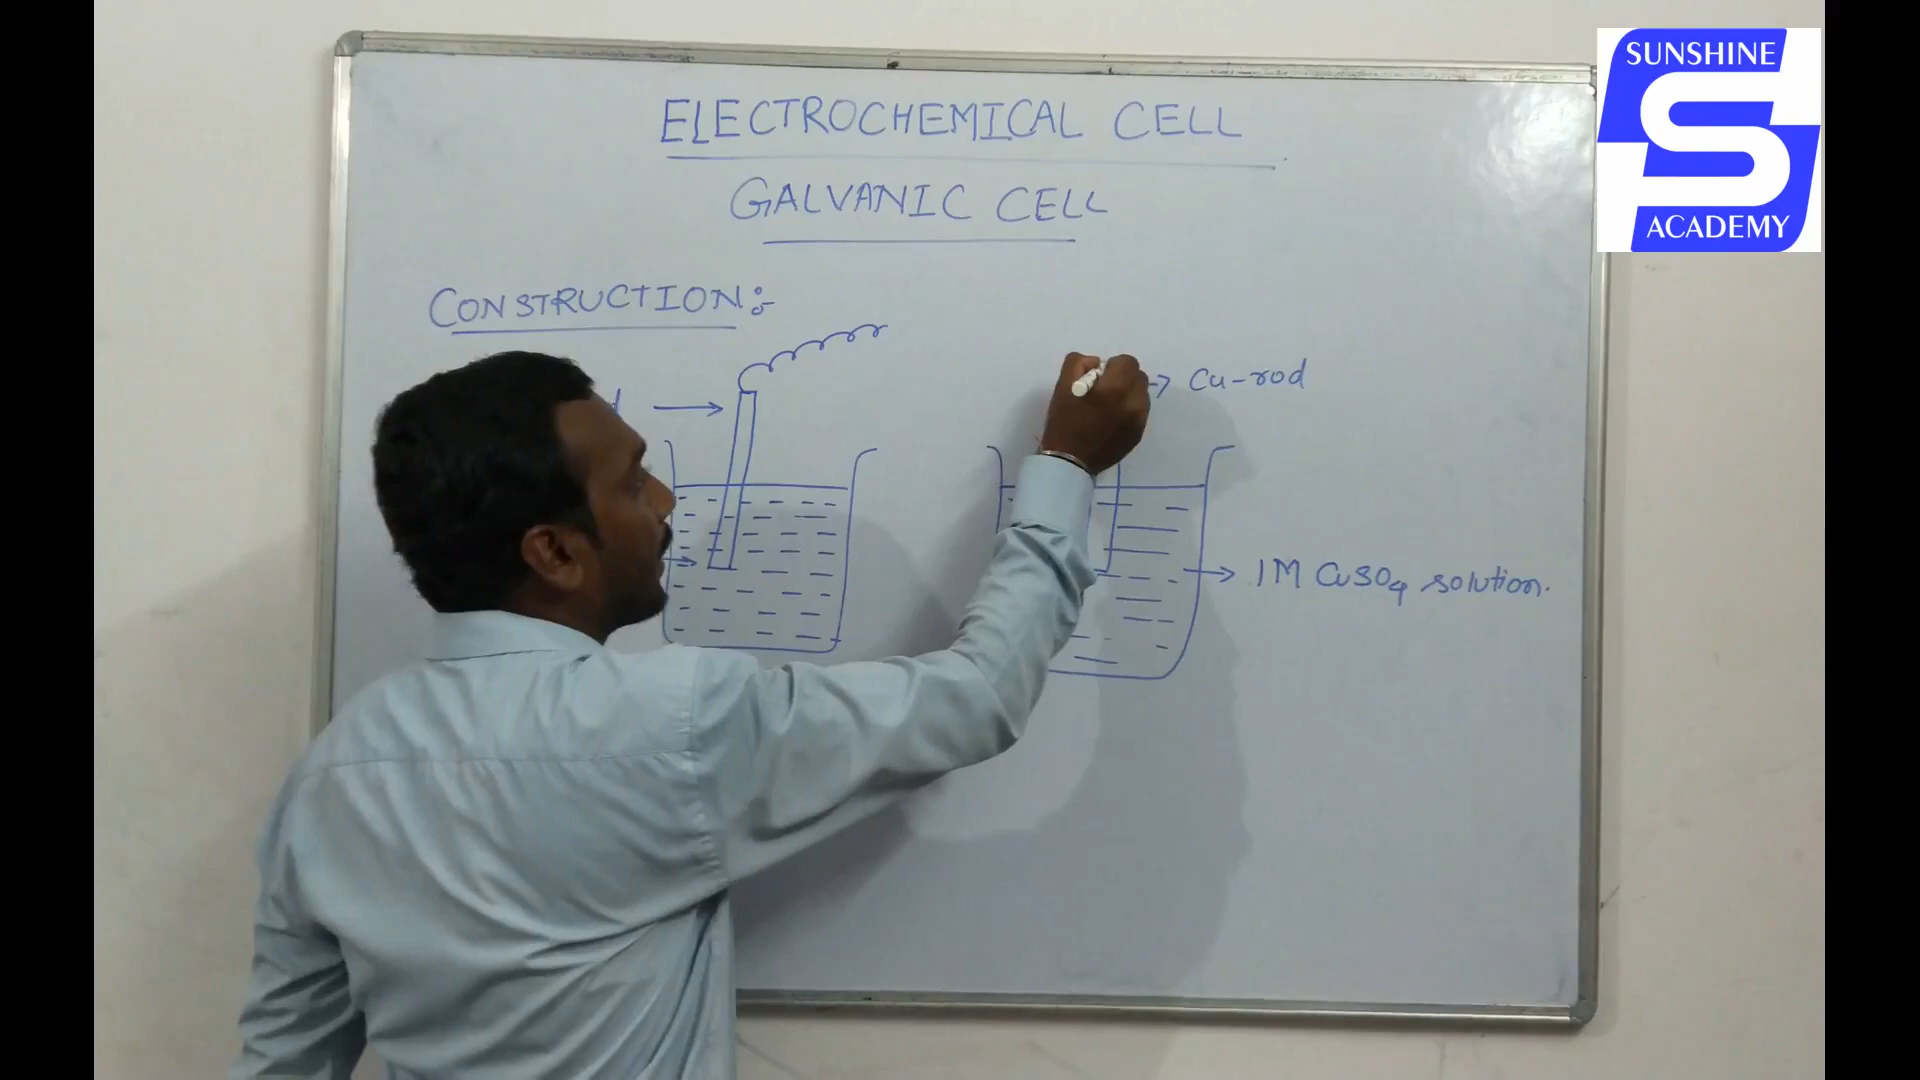 SUNSHINE
S
ACADEMY
ELECTROCHEMICAL CELL
GALVANIC CELL
CONSTRUCTION:-
Cu-rod
1M CuSO4 solution.